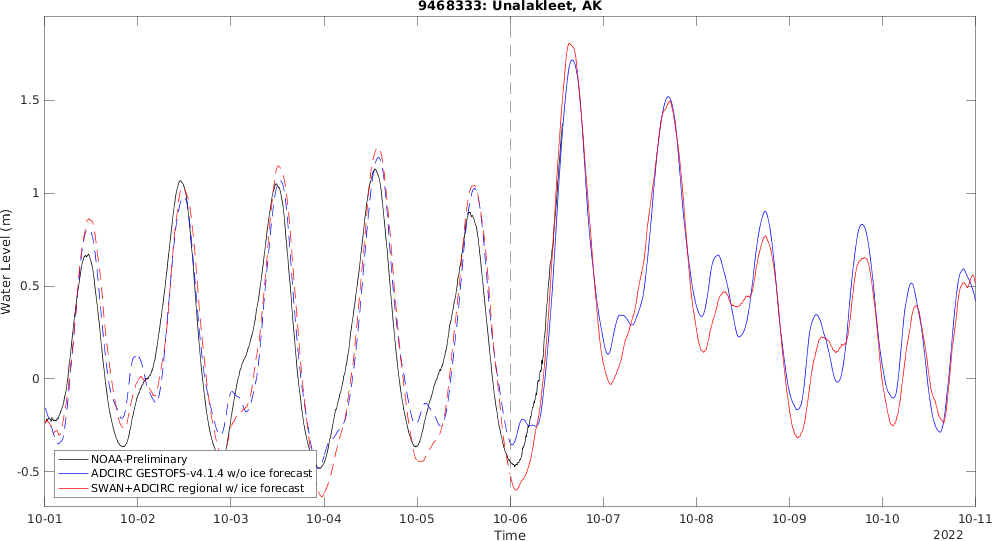 9468333: Unalakleet, AK
Water Level (m)
1.5
1
0.5
0
-0.5
NOAA-Preliminary
ADCIRC GESTOFS-v4.1.4 w/o ice forecast
SWAN+ADCIRC regional w/ ice forecast
10-01 10-02 10-03 10-04 10-05 10-06 10-07 10-08 10-09 10-10 10-11
Time
2022